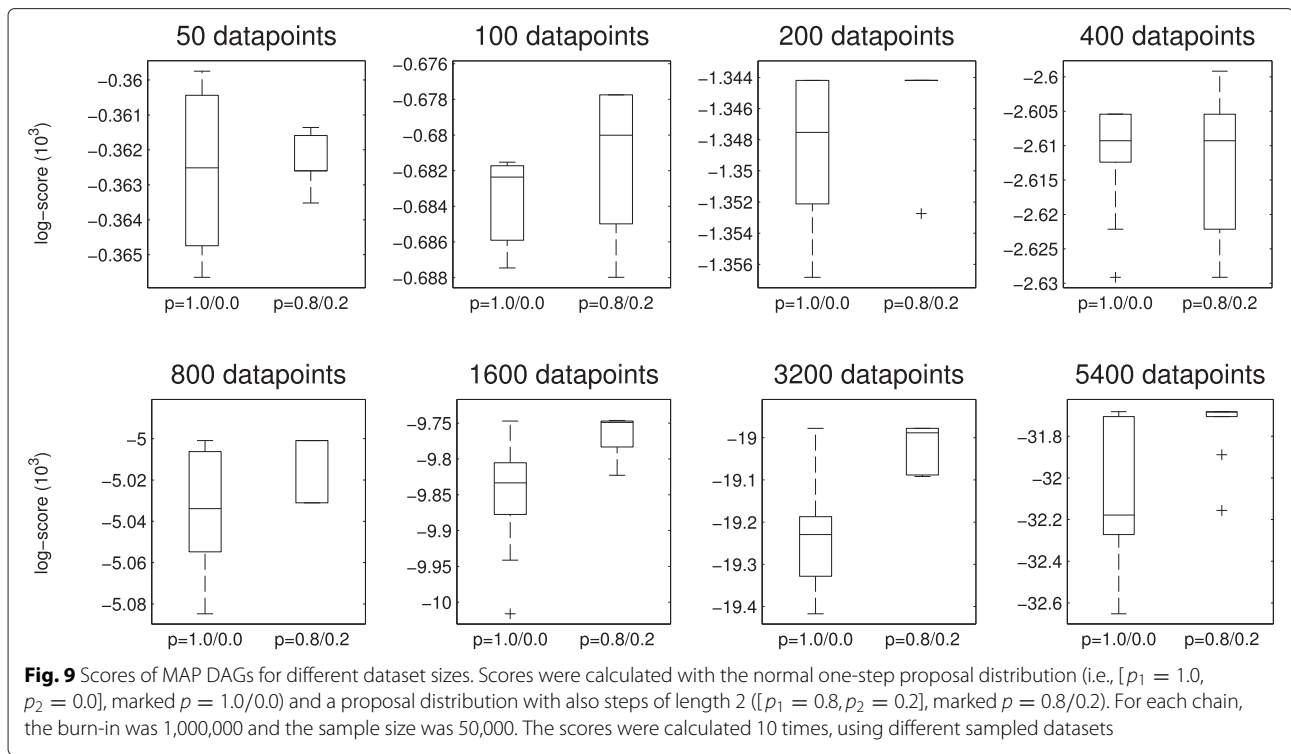 50 datapoints
100 datapoints
200 datapoints
400 datapoints
log−score (10³)
−0.36
−0.361
−0.362
−0.363
−0.364
−0.365
p=1.0/0.0
p=0.8/0.2
−0.676
−0.678
−0.68
−0.682
−0.684
−0.686
−0.688
p=1.0/0.0
p=0.8/0.2
−1.344
−1.346
−1.348
−1.35
−1.352
−1.354
−1.356
p=1.0/0.0
p=0.8/0.2
−2.6
−2.605
−2.61
−2.615
−2.62
−2.625
−2.63
p=1.0/0.0
p=0.8/0.2
800 datapoints
1600 datapoints
3200 datapoints
5400 datapoints
log−score (10³)
−5
−5.02
−5.04
−5.06
−5.08
p=1.0/0.0
p=0.8/0.2
−9.75
−9.8
−9.85
−9.9
−9.95
−10
p=1.0/0.0
p=0.8/0.2
−19
−19.1
−19.2
−19.3
−19.4
p=1.0/0.0
p=0.8/0.2
−31.8
−32
−32.2
−32.4
−32.6
p=1.0/0.0
p=0.8/0.2
Fig. 9 Scores of MAP DAGs for different dataset sizes. Scores were calculated with the normal one-step proposal distribution (i.e., [ p₁ = 1.0,
p₂ = 0.0], marked p = 1.0/0.0) and a proposal distribution with also steps of length 2 ([ p₁ = 0.8, p₂ = 0.2], marked p = 0.8/0.2). For each chain,
the burn-in was 1,000,000 and the sample size was 50,000. The scores were calculated 10 times, using different sampled datasets